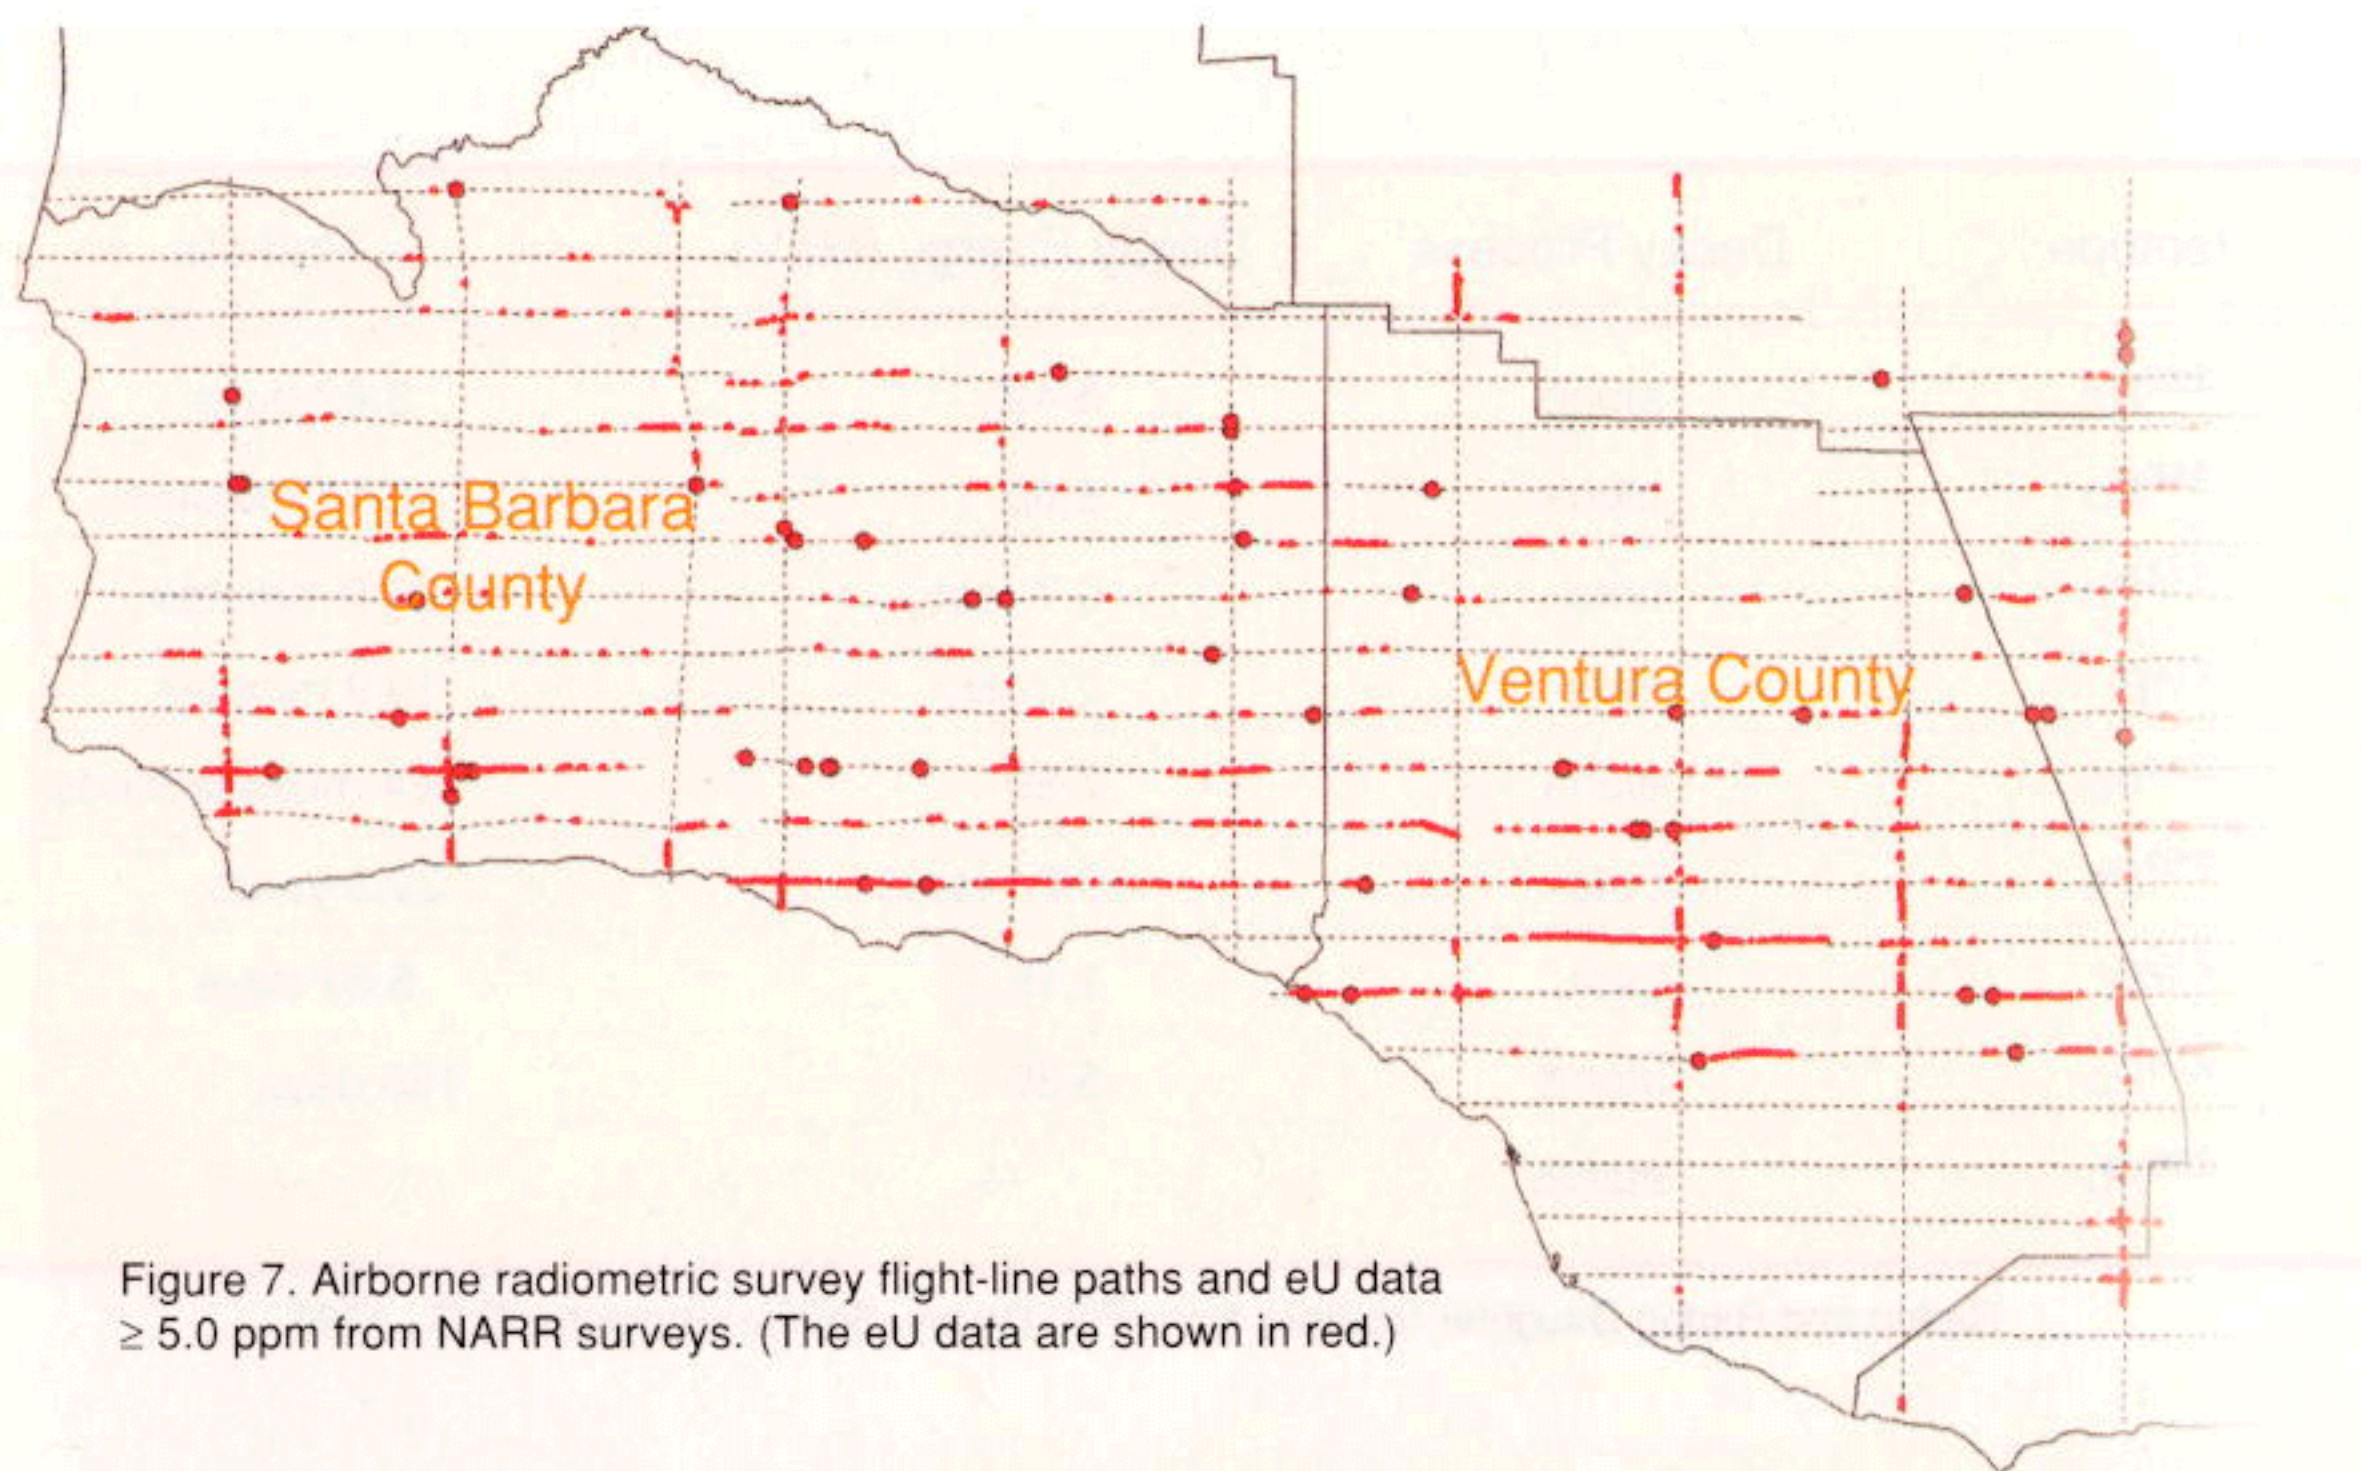 Santa Barbara
County
Ventura County
Figure 7. Airborne radiometric survey flight-line paths and eU data
≥ 5.0 ppm from NARR surveys. (The eU data are shown in red.)